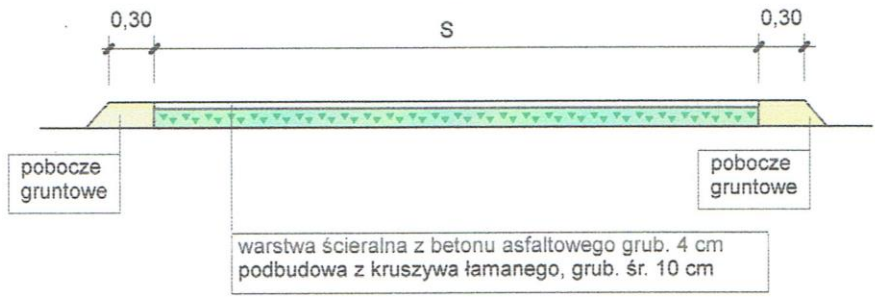 0,30
S
0,30
pobocze
gruntowe
pobocze
gruntowe
warstwa ścieralna z betonu asfaltowego grub. 4 cm
podbudowa z kruszywa łamanego, grub. śr. 10 cm